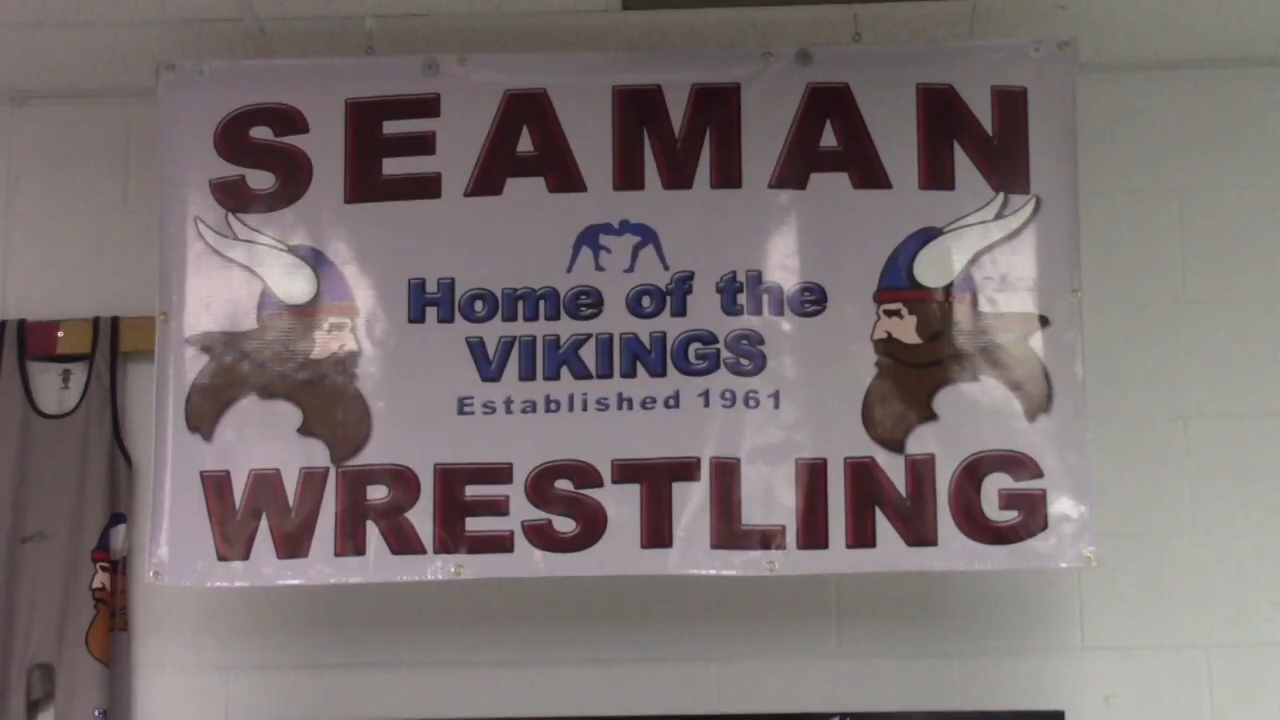 SEAMAN
Home of the
VIKINGS
Established 1961
WRESTLING